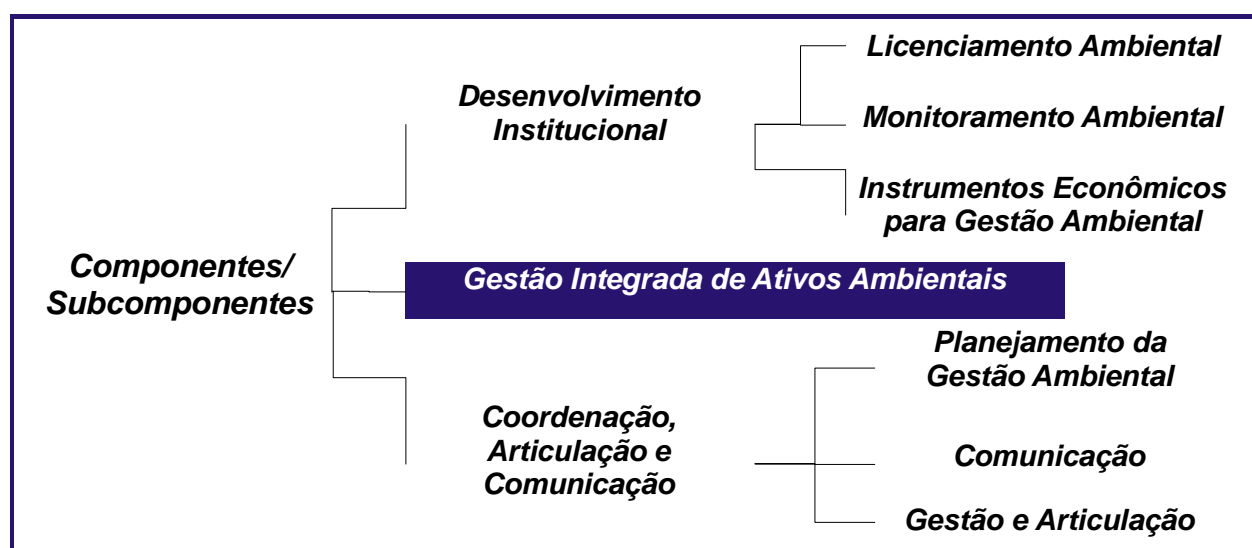 Componentes/
Subcomponentes
Desenvolvimento
Institucional
Licenciamento Ambiental
Monitoramento Ambiental
Instrumentos Econômicos
para Gestão Ambiental
Gestão Integrada de Ativos Ambientais
Coordenação,
Articulação e
Comunicação
Planejamento da
Gestão Ambiental
Comunicação
Gestão e Articulação